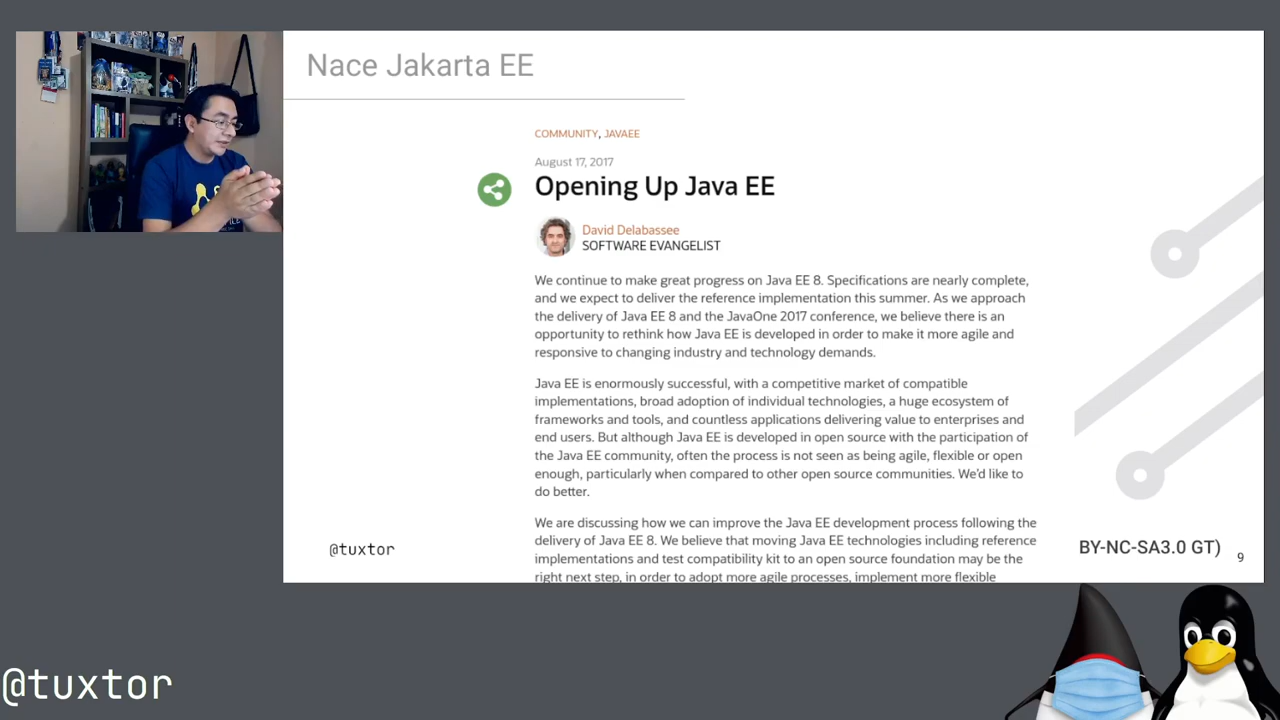 Nace Jakarta EE
COMMUNITY, JAVAEE
August 17, 2017
Opening Up Java EE
David Delabassee
SOFTWARE EVANGELIST
We continue to make great progress on Java EE 8. Specifications are nearly complete,
and we expect to deliver the reference implementation this summer. As we approach
the delivery of Java EE 8 and the JavaOne 2017 conference, we believe there is an
opportunity to rethink how Java EE is developed in order to make it more agile and
responsive to changing industry and technology demands.
Java EE is enormously successful, with a competitive market of compatible
implementations, broad adoption of individual technologies, a huge ecosystem of
frameworks and tools, and countless applications delivering value to enterprises and
end users. But although Java EE is developed in open source with the participation of
the Java EE community, often the process is not seen as being agile, flexible or open
enough, particularly when compared to other open source communities. We'd like to
do better.
We are discussing how we can improve the Java EE development process following the
delivery of Java EE 8. We believe that moving Java EE technologies including reference
implementations and test compatibility kit to an open source foundation may be the
right next step, in order to adopt more agile processes, implement more flexible
@tuxtor
BY-NC-SA3.0 GT)
9
@tuxtor